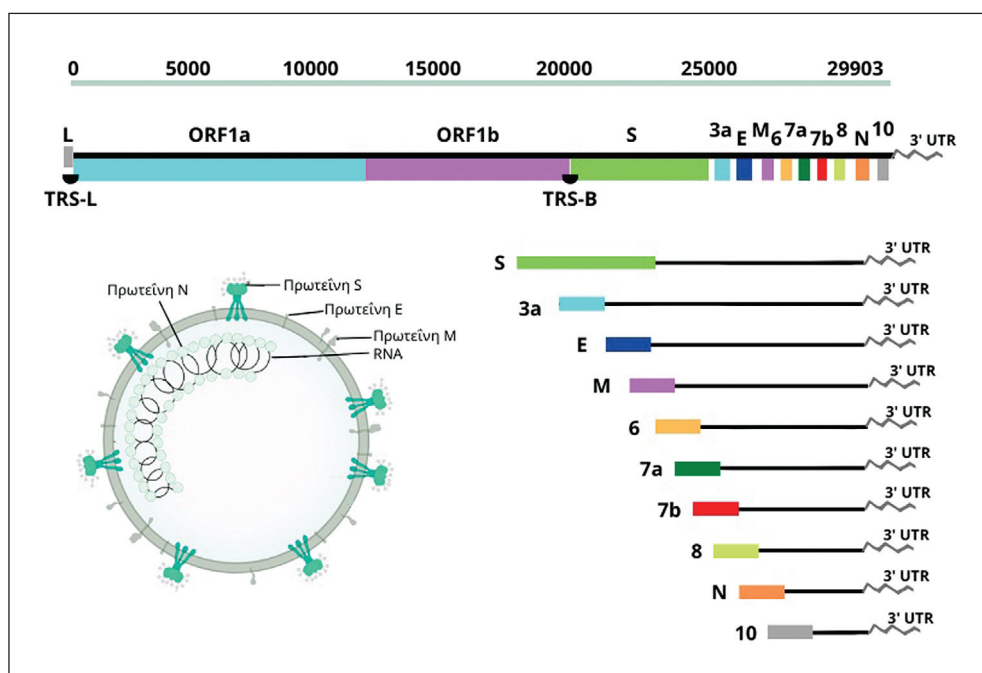 0 5000 10000 15000 20000 25000 29903
L ORF1a ORF1b S 3a E M 6 7a 7b 8 N 10 3' UTR
TRS-L TRS-B
Πρωτεΐνη N
Πρωτεΐνη S
Πρωτεΐνη E
Πρωτεΐνη M
RNA
S 3' UTR
3a 3' UTR
E 3' UTR
M 3' UTR
6 3' UTR
7a 3' UTR
7b 3' UTR
8 3' UTR
N 3' UTR
10 3' UTR